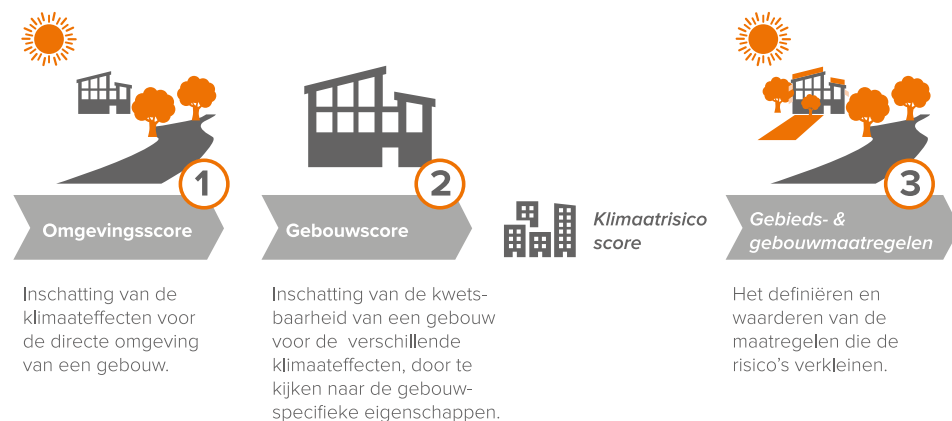 1
Omgevingsscore
Inschatting van de
klimaateffecten voor
de directe omgeving
van een gebouw.
2
Gebouwscore
Inschatting van de kwets-
baarheid van een gebouw
voor de verschillende
klimaateffecten, door te
kijken naar de gebouw-
specifieke eigenschappen.
Klimaatrisico
score
3
Gebieds- &
gebouwmaatregelen
Het definiëren en
waarderen van de
maatregelen die de
risico's verkleinen.